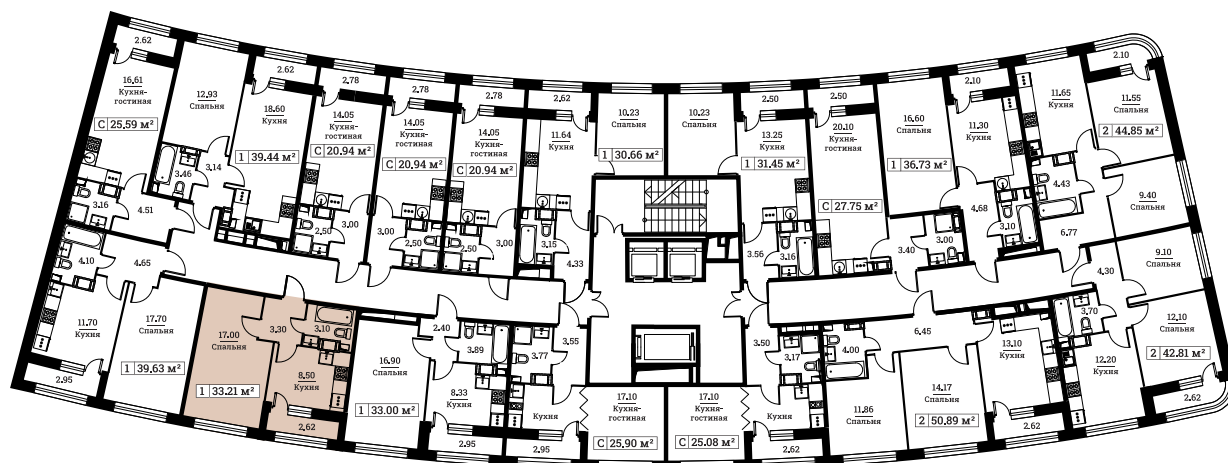 2.62
16.61
Кухня-
гостиная
С 25.59 м²
3.16
4.51
12.93
Спальня
3.46
3.14
2.62
18.60
Кухня
1 39.44 м²
2.78
14.05
Кухня-
гостиная
С 20.94 м²
2.50
3.00
2.78
14.05
Кухня-
гостиная
С 20.94 м²
3.00
2.50
2.78
14.05
Кухня-
гостиная
С 20.94 м²
2.50
3.00
2.62
11.64
Кухня
10.23
Спальня
1 30.66 м²
3.15
4.33
10.23
Спальня
2.50
13.25
Кухня
1 31.45 м²
3.56
3.16
2.50
20.10
Кухня-
гостиная
С 27.75 м²
3.40
3.00
16.60
Спальня
1 36.73 м²
2.10
11.30
Кухня
4.68
3.10
11.65
Кухня
2.10
11.55
Спальня
2 44.85 м²
4.43
6.77
9.40
Спальня
4.10
4.65
11.70
Кухня
2.95
17.70
Спальня
1 39.63 м²
17.00
Спальня
1 33.21 м²
3.30
3.10
8.50
Кухня
2.62
16.90
Спальня
1 33.00 м²
2.40
3.89
8.33
Кухня
2.95
3.77
3.55
Кухня
2.95
17.10
Кухня-
гостиная
С 25.90 м²
17.10
Кухня-
гостиная
С 25.08 м²
3.50
3.17
Кухня
2.62
4.00
11.86
Спальня
6.45
14.17
Спальня
2 50.89 м²
13.10
Кухня
2.62
3.70
4.30
9.10
Спальня
12.20
Кухня
12.10
Спальня
2 42.81 м²
2.62